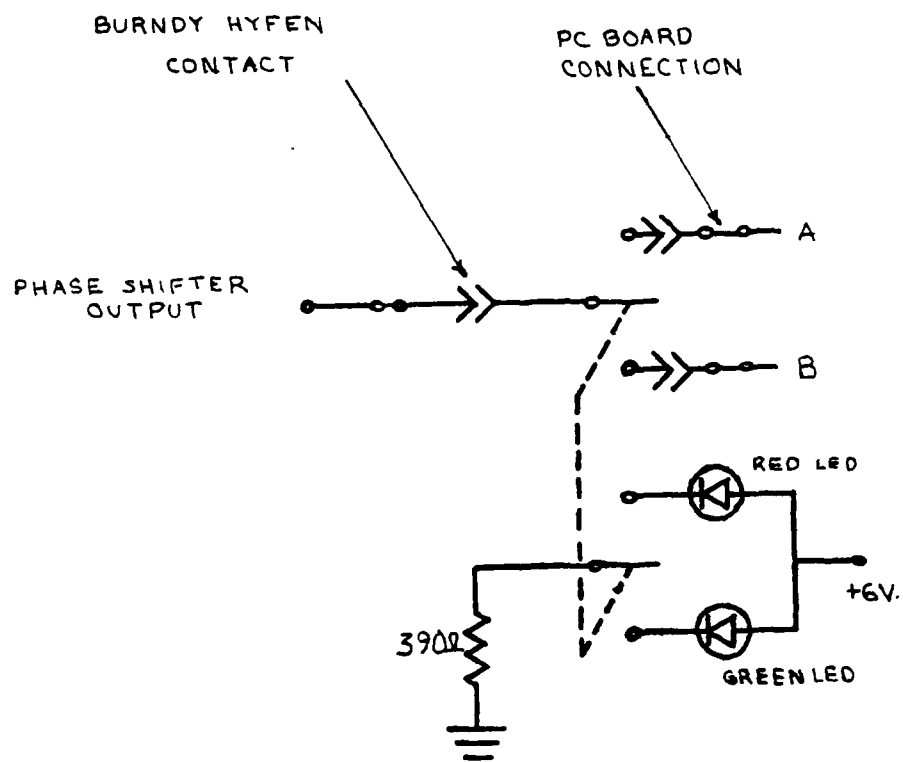 BURNDY HYFEN
CONTACT
PC BOARD
CONNECTION
A
PHASE SHIFTER
OUTPUT
B
RED LED
+6V.
390Ω
GREEN LED